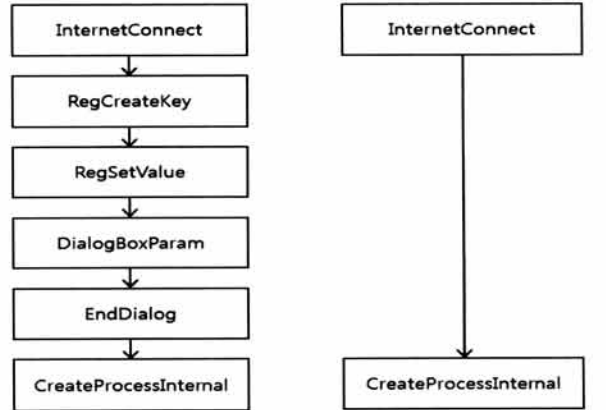 InternetConnect
RegCreateKey
RegSetValue
DialogBoxParam
EndDialog
CreateProcessInternal
InternetConnect
CreateProcessInternal